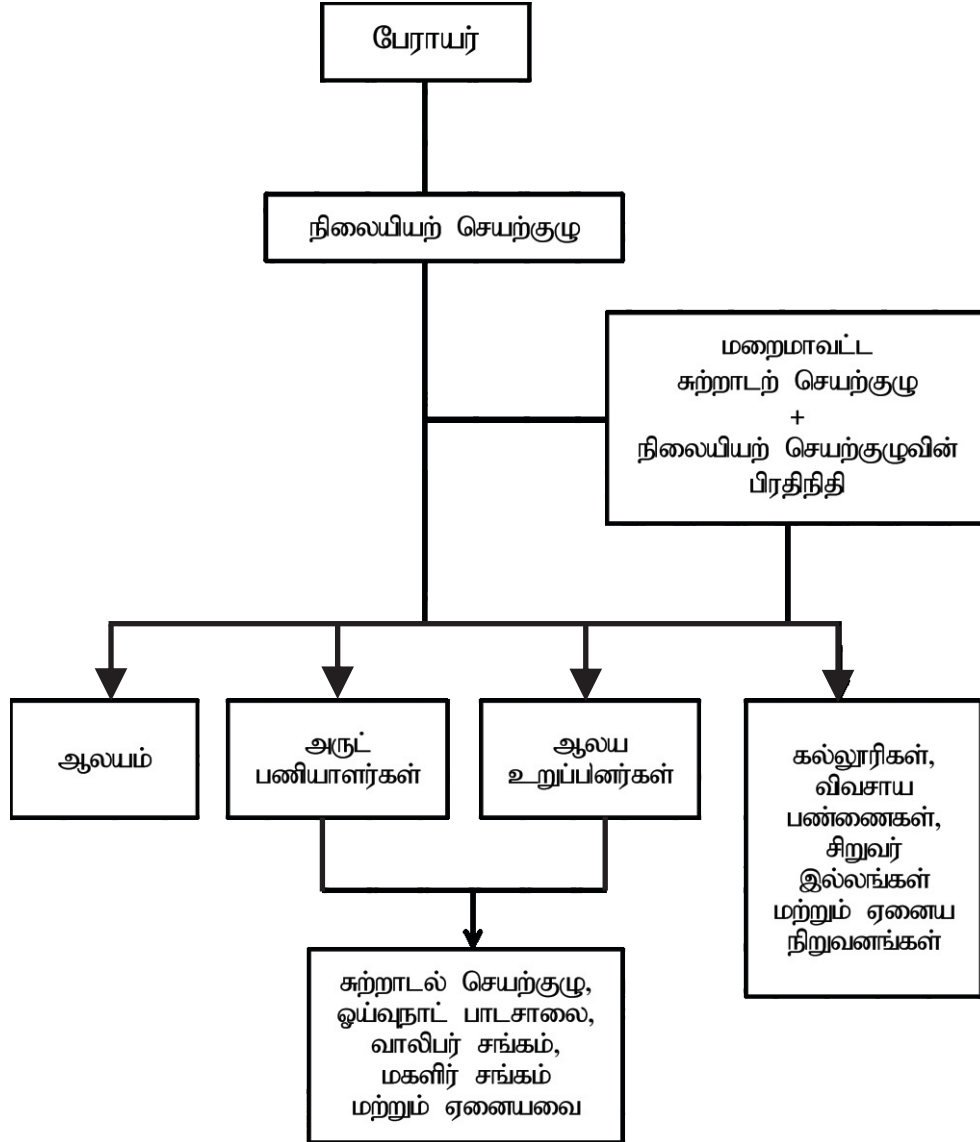 பேராயர்
நிலையியற் செயற்குழு
மறைமாவட்ட
சுற்றாடற் செயற்குழு
+
நிலையியற் செயற்குழுவின்
பிரதிநிதி
ஆலயம்
அருட்
பணியாளர்கள்
ஆலய
உறுப்பினர்கள்
கல்லூரிகள்,
விவசாய
பண்ணைகள்,
சிறுவர்
இல்லங்கள்
மற்றும் ஏனைய
நிறுவனங்கள்
சுற்றாடல் செயற்குழு,
ஓய்வுநாட் பாடசாலை,
வாலிபர் சங்கம்,
மகளிர் சங்கம்
மற்றும் ஏனையவை